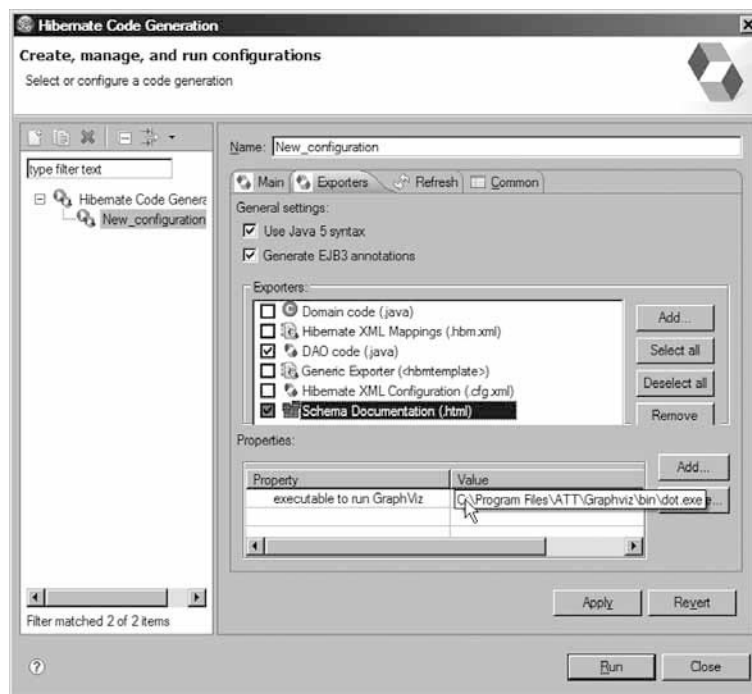 Hibernate Code Generation
Create, manage, and run configurations
Select or configure a code generation
type filter text
Hibernate Code Genera
New_configuration
Filter matched 2 of 2 items
Name: New_configuration
Main
Exporters
Refresh
Common
General settings:
Use Java 5 syntax
Generate EJB3 annotations
Exporters:
Domain code (.java)
Hibernate XML Mappings (.hbm.xml)
DAO code (.java)
Generic Exporter (<hbmtemplate>)
Hibernate XML Configuration (.cfg.xml)
Schema Documentation (.html)
Add...
Select all
Deselect all
Remove
Properties:
Property Value
executable to run GraphViz C:\Program Files\ATT\Graphviz\bin\dot.exe
Add...
Apply
Revert
?
Run
Close